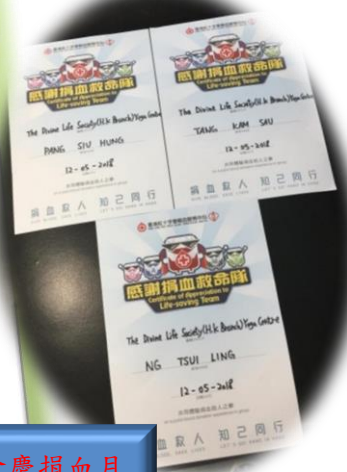 感謝捐血救命隊
Certificate of Appreciation to
Life-saving Team
The Divine Life Society (H.K Branch) Yoga Centre
PANG SIU HUNG
12-05-2018
捐血救人 知己同行
感謝捐血救命隊
Certificate of Appreciation to
Life-saving Team
The Divine Life Society (H.K Branch) Yoga Centre
TANG KAM SAU
12-05-2018
捐血救人 知己同行
感謝捐血救命隊
Certificate of Appreciation to
Life-saving Team
The Divine Life Society (H.K Branch) Yoga Centre
NG TSUI LING
12-05-2018
血救人 知己同行
慶捐血月